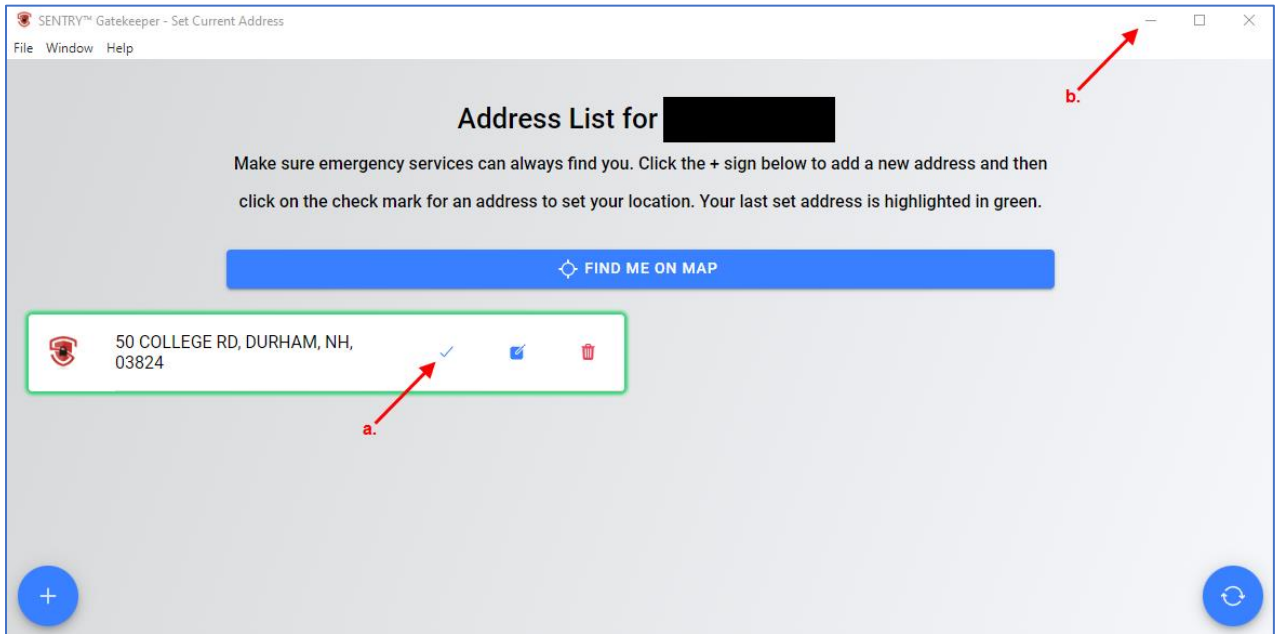 SENTRY™ Gatekeeper - Set Current Address
File Window Help
b.
Address List for
Make sure emergency services can always find you. Click the + sign below to add a new address and then
click on the check mark for an address to set your location. Your last set address is highlighted in green.
FIND ME ON MAP
50 COLLEGE RD, DURHAM, NH,
03824
a.